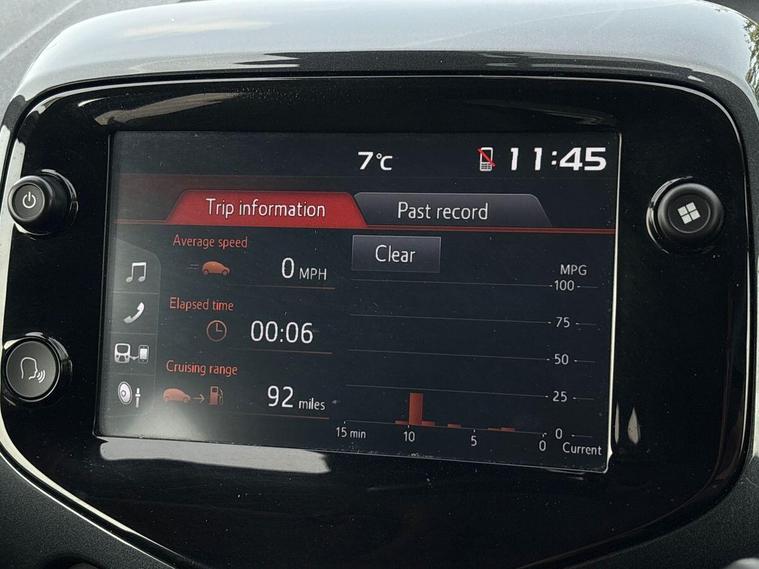 7°C 11:45
Trip information Past record
Average speed
0 MPH
Clear
Elapsed time
00:06
Cruising range
92 miles
MPG
100
75
50
25
0
15 min 10 5 0 Current